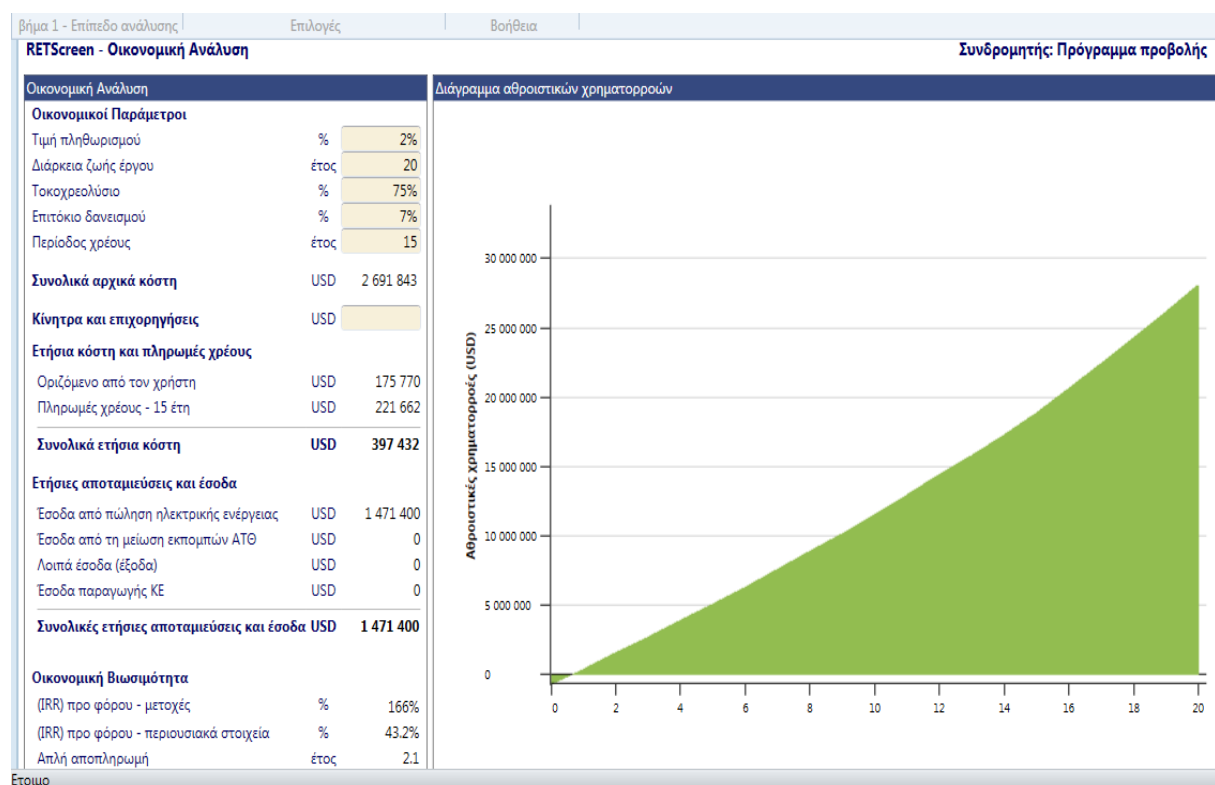 βήμα 1 - Επίπεδο ανάλυσης Επιλογές Βοήθεια
RETScreen - Οικονομική Ανάλυση Συνδρομητής: Πρόγραμμα προβολής
Οικονομική Ανάλυση
Οικονομικοί Παράμετροι
Τιμή πληθωρισμού % 2%
Διάρκεια ζωής έργου έτος 20
Τοκοχρεολύσιο % 75%
Επιτόκιο δανεισμού % 7%
Περίοδος χρέους έτος 15
Συνολικά αρχικά κόστη USD 2 691 843
Κίνητρα και επιχορηγήσεις USD
Ετήσια κόστη και πληρωμές χρέους
Οριζόμενο από τον χρήστη USD 175 770
Πληρωμές χρέους - 15 έτη USD 221 662
Συνολικά ετήσια κόστη USD 397 432
Ετήσιες αποταμιεύσεις και έσοδα
Έσοδα από πώληση ηλεκτρικής ενέργειας USD 1 471 400
Έσοδα από τη μείωση εκπομπών ΑΤΘ USD 0
Λοιπά έσοδα (έξοδα) USD 0
Έσοδα παραγωγής ΚΕ USD 0
Συνολικές ετήσιες αποταμιεύσεις και έσοδα USD 1 471 400
Οικονομική Βιωσιμότητα
(IRR) προ φόρου - μετοχές % 166%
(IRR) προ φόρου - περιουσιακά στοιχεία % 43.2%
Απλή αποπληρωμή έτος 2.1
Διάγραμμα αθροιστικών χρηματορροών
Αθροιστικές χρηματορροές (USD)
30 000 000
25 000 000
20 000 000
15 000 000
10 000 000
5 000 000
0
0 2 4 6 8 10 12 14 16 18 20
Έτοιμο